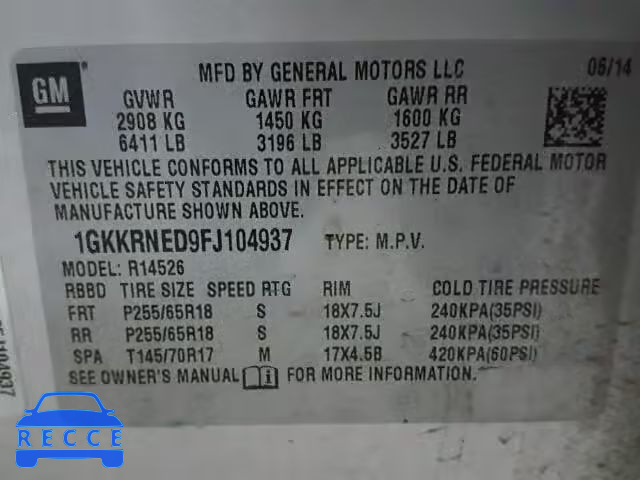 GM
MFD BY GENERAL MOTORS LLC 06/14
GVWR GAWR FRT GAWR RR
2908 KG 1450 KG 1600 KG
6411 LB 3196 LB 3527 LB
THIS VEHICLE CONFORMS TO ALL APPLICABLE U.S. FEDERAL MOTOR
VEHICLE SAFETY STANDARDS IN EFFECT ON THE DATE OF
MANUFACTURE SHOWN ABOVE.
1GKKRNED9FJ104937 TYPE: M.P.V.
MODEL: R14526
RBBD TIRE SIZE SPEED RTG RIM COLD TIRE PRESSURE
FRT P255/65R18 S 18X7.5J 240KPA(35PSI)
RR P255/65R18 S 18X7.5J 240KPA(35PSI)
SPA T145/70R17 M 17X4.5B 420KPA(60PSI)
SEE OWNER'S MANUAL FOR MORE INFORMATION.
RECCE